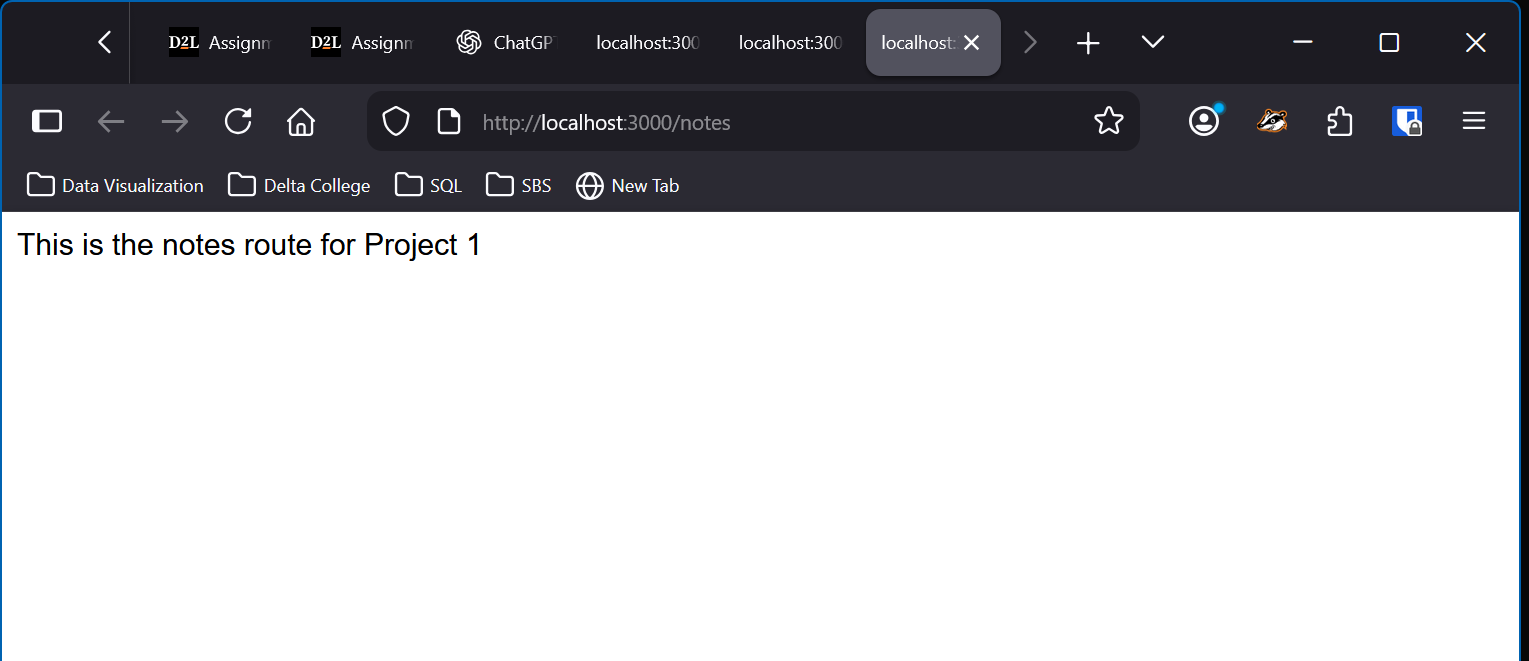 D2L Assignm D2L Assignm ChatGP localhost:300 localhost:300 localhost:
http://localhost:3000/notes
Data Visualization Delta College SQL SBS New Tab
This is the notes route for Project 1